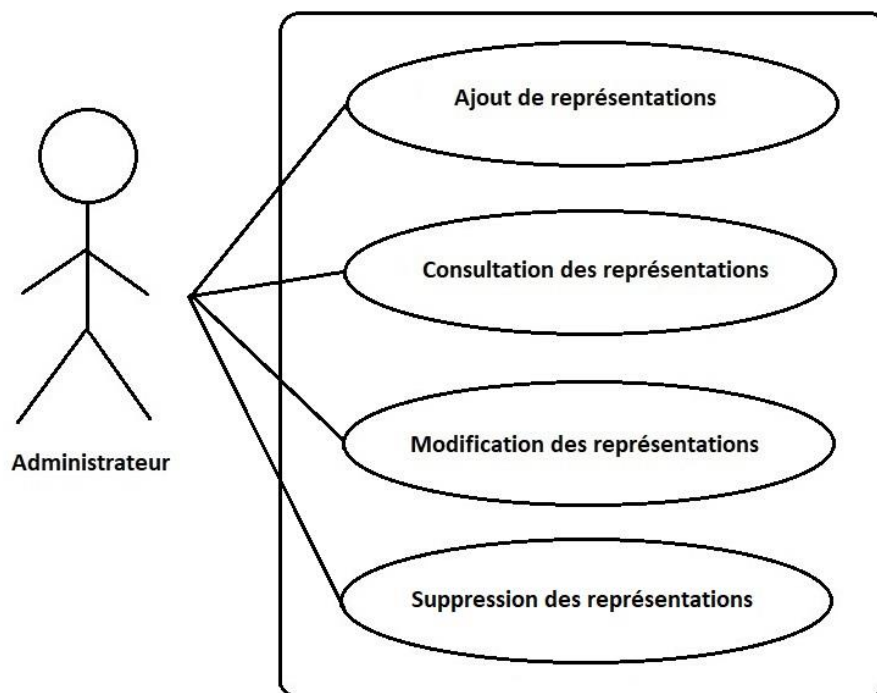 Ajout de représentations
Consultation des représentations
Modification des représentations
Administrateur
Suppression des représentations